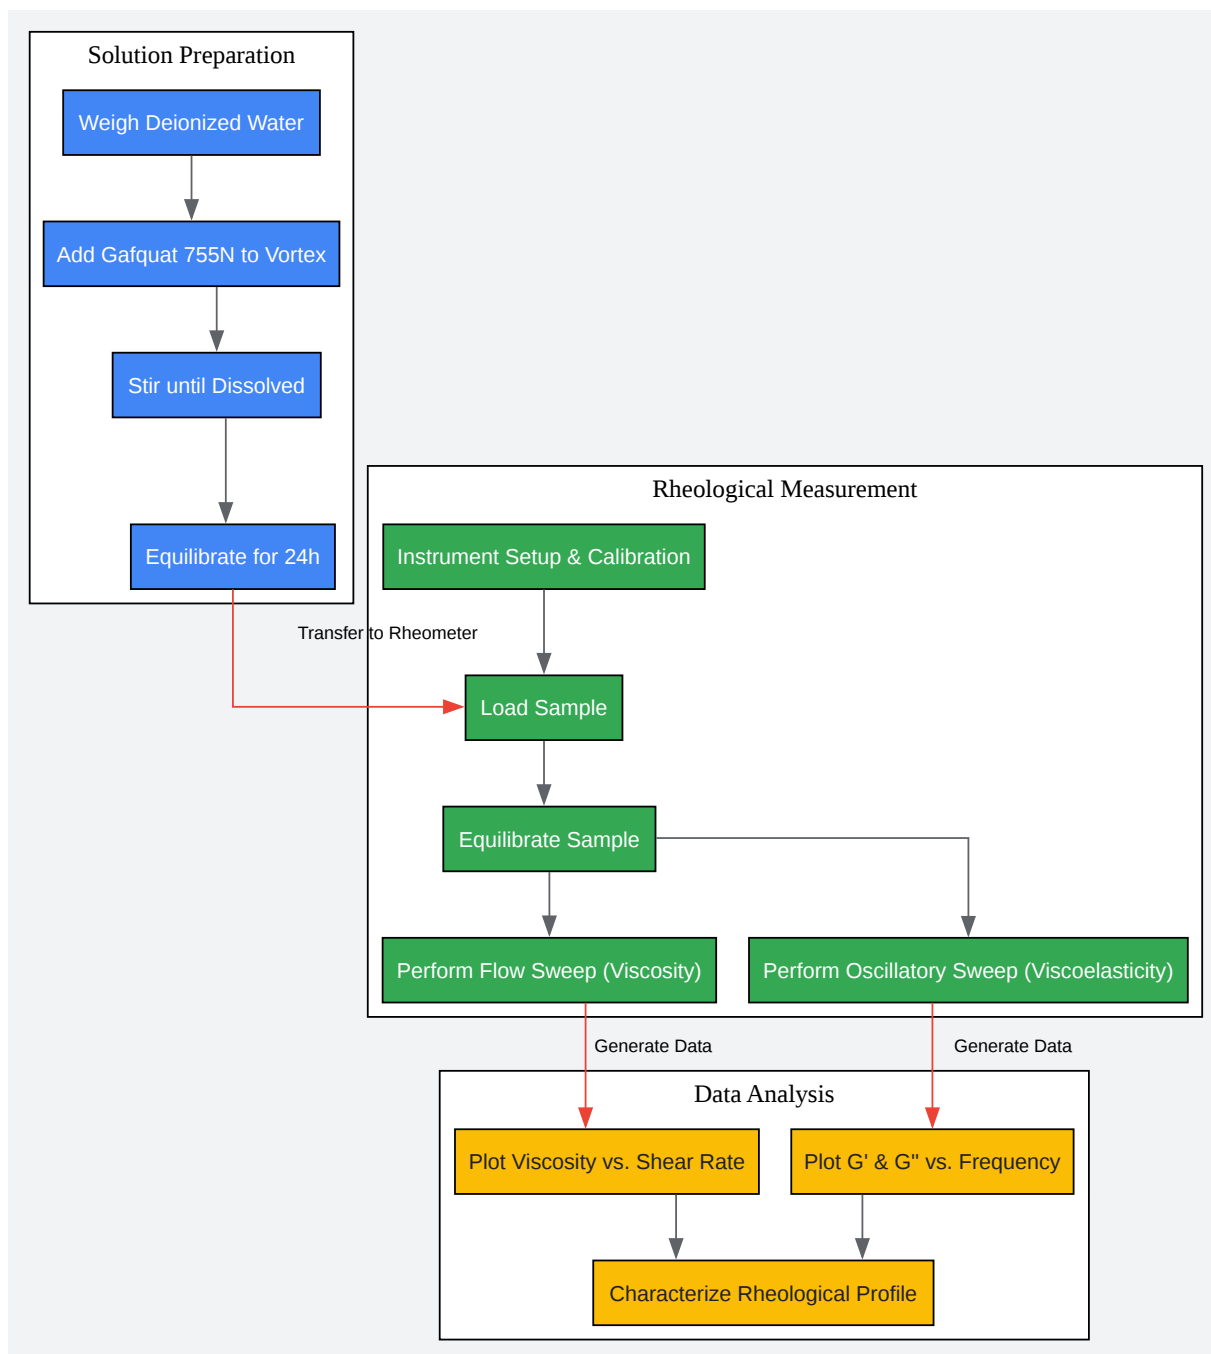 Solution Preparation
Weigh Deionized Water
Add Gafquat 755N to Vortex
Stir until Dissolved
Equilibrate for 24h
Transfer to Rheometer
Rheological Measurement
Instrument Setup & Calibration
Load Sample
Equilibrate Sample
Perform Flow Sweep (Viscosity)
Perform Oscillatory Sweep (Viscoelasticity)
Generate Data
Generate Data
Data Analysis
Plot Viscosity vs. Shear Rate
Plot G' & G'' vs. Frequency
Characterize Rheological Profile